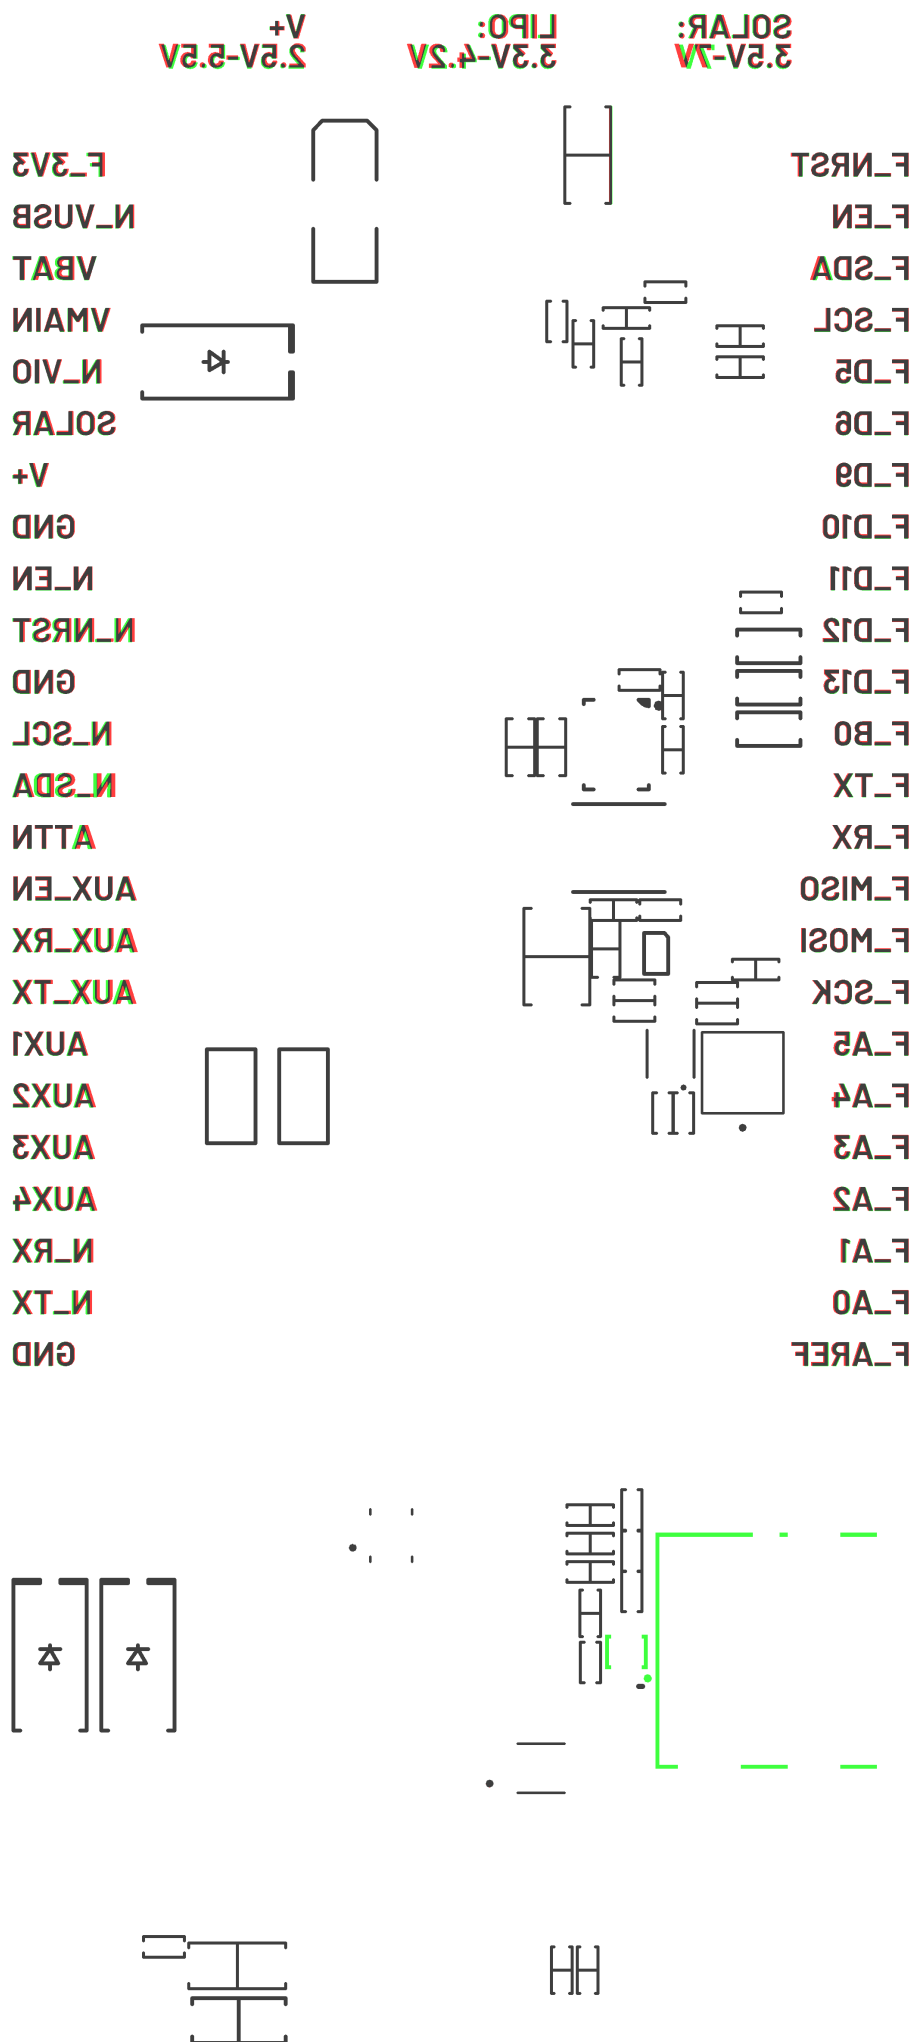 V+
2.5V-5.5V
LIPO:
3.3V-4.2V
SOLAR:
3.5V-7V
F_3V3
N_VUSB
VBAT
VMAIN
N_VIO
SOLAR
V+
GND
N_EN
N_NRST
GND
N_SCL
N_SDA
ATTN
AUX_EN
AUX_RX
AUX_TX
AUX1
AUX2
AUX3
AUX4
N_RX
N_TX
GND
F_NRST
F_EN
F_SDA
F_SCL
F_D5
F_D6
F_D9
F_D10
F_D11
F_D12
F_D13
F_B0
F_TX
F_RX
F_MISO
F_MOSI
F_SCK
F_A5
F_A4
F_A3
F_A2
F_A1
F_A0
F_AREF